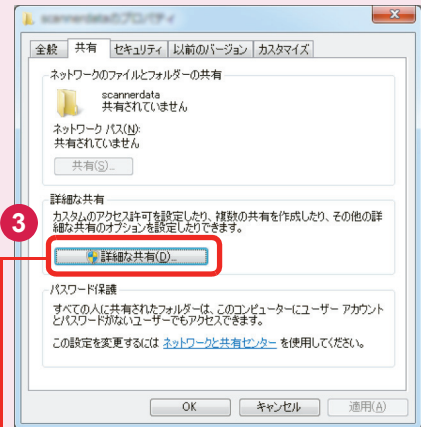 scannerdataのプロパティ
全般
共有
セキュリティ
以前のバージョン
カスタマイズ
ネットワークのファイルとフォルダーの共有
scannerdata
共有されていません
ネットワーク パス(N):
共有されていません
共有(S)...
詳細な共有
カスタムのアクセス許可を設定したり、複数の共有を作成したり、その他の詳
細な共有のオプションを設定したりできます。
3
詳細な共有(D)...
パスワード保護
すべての人に共有されたフォルダーは、このコンピューターにユーザー アカウント
とパスワードがないユーザーでもアクセスできます。
この設定を変更するには ネットワークと共有センター を使用してください。
OK
キャンセル
適用(A)